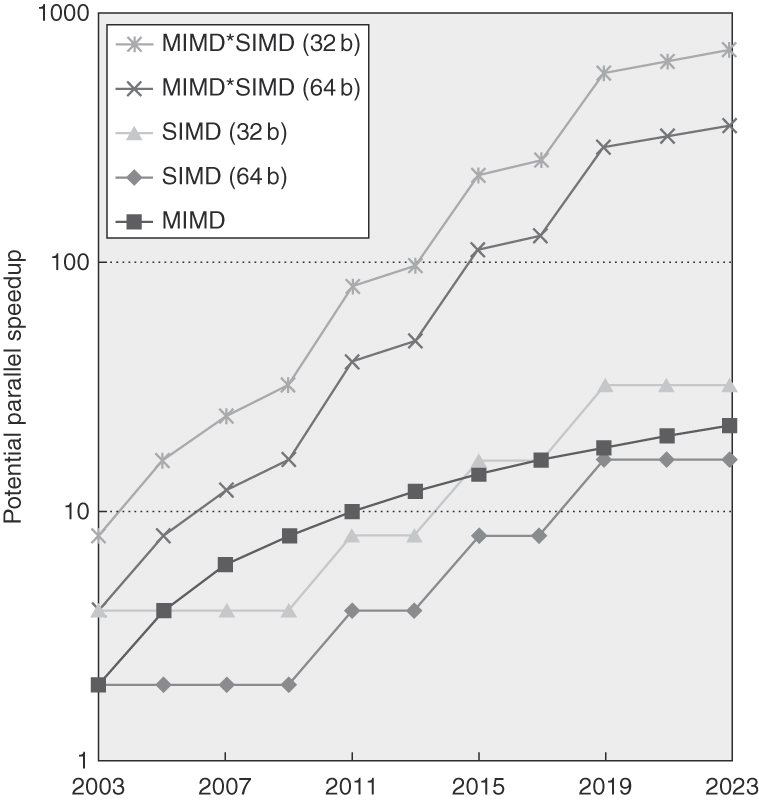 1000
MIMD*SIMD (32 b)
MIMD*SIMD (64 b)
SIMD (32 b)
SIMD (64 b)
MIMD
Potential parallel speedup
100
10
1
2003 2007 2011 2015 2019 2023